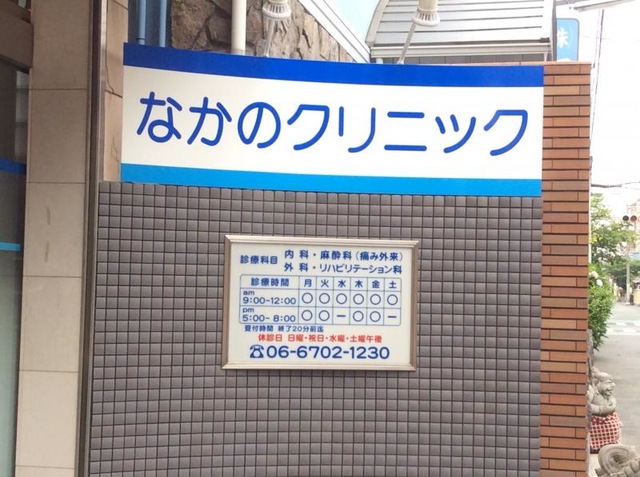 なかのクリニック
診療科目 内科・麻酔科(痛み外来)
外科・リハビリテーション科
診療時間 月 火 水 木 金 土
am 9:00-12:00 ○ ○ ○ ○ ○ ○
pm 5:00- 8:00 ○ ○ ー ○ ○ ー
受付時間 終了20分前迄
休診日 日曜・祝日・水曜・土曜午後
☎06-6702-1230